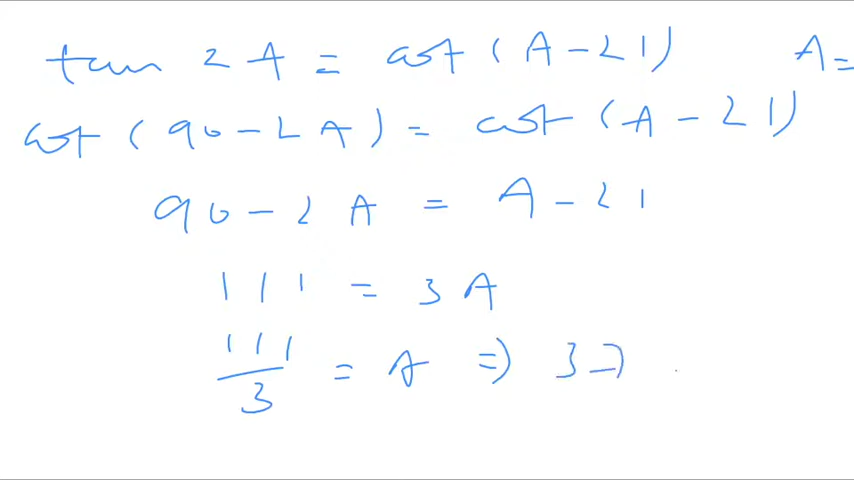 tan 2A = cot (A - 21) A =
cot (90 - 2A) = cot (A - 21)
90 - 2A = A - 21
111 = 3A
111/3 = A ⇒ 37